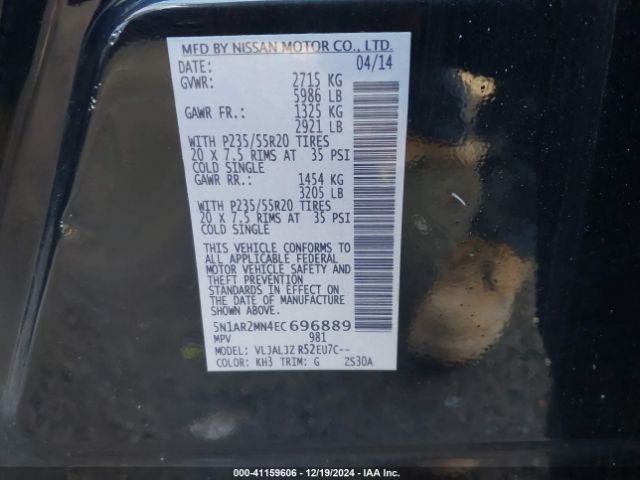 MFD BY NISSAN MOTOR CO., LTD.
DATE: 04/14
GVWR: 2715 KG
5986 LB
GAWR FR.: 1325 KG
2921 LB
WITH P235/55R20 TIRES
20 X 7.5 RIMS AT 35 PSI
COLD SINGLE
GAWR RR.: 1454 KG
3205 LB
WITH P235/55R20 TIRES
20 X 7.5 RIMS AT 35 PSI
COLD SINGLE
THIS VEHICLE CONFORMS TO
ALL APPLICABLE FEDERAL
MOTOR VEHICLE SAFETY AND
THEFT PREVENTION
STANDARDS IN EFFECT ON
THE DATE OF MANUFACTURE
SHOWN ABOVE.
5N1AR2MN4EC696889
MPV 981
MODEL: VLJALJZ R52EU7C--
COLOR: KH3 TRIM: G ZS30A
000-41159606 - 12/19/2024 - IAA Inc.